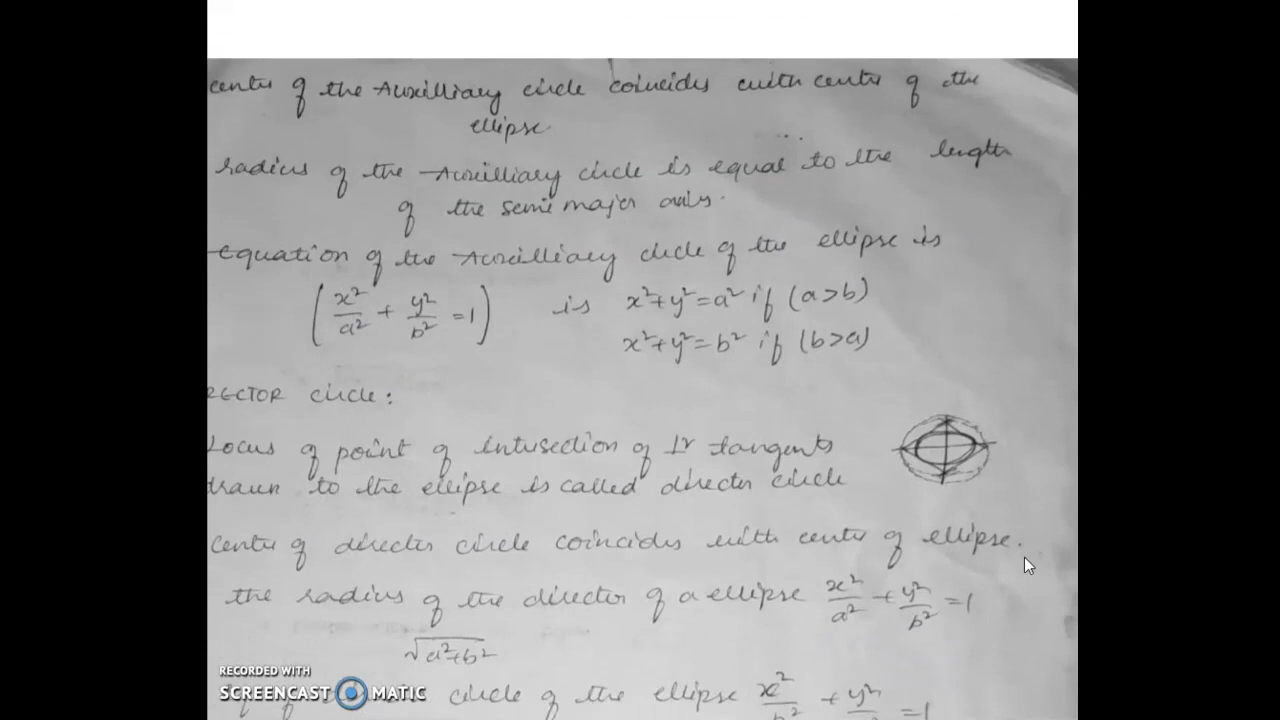 center of the Auxilliary circle coincides with center of the
ellipse.
radius of the Auxilliary circle is equal to the length
of the semi major axis.
Equation of the Auxilliary circle of the ellipse is
(x²/a² + y²/b² = 1) is x²+y²=a² if (a>b)
x²+y²=b² if (b>a)
RECTOR circle:
Locus of point of intersection of ⊥r tangents
drawn to the ellipse is called director circle
center of director circle coincides with center of ellipse.
the radius of the director of a ellipse x²/a² + y²/b² = 1
√a²+b²
RECORDED WITH
SCREENCAST MATIC
circle of the ellipse x²/ + y²/ = 1